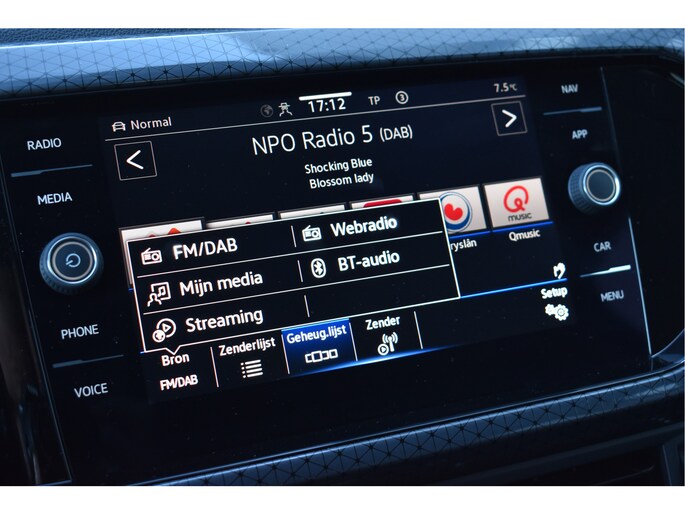 RADIO
MEDIA
PHONE
VOICE
NAV
APP
CAR
MENU
17:12
TP
3
7.5°C
Normal
NPO Radio 5 (DAB)
Shocking Blue
Blossom lady
<
>
FM/DAB
Webradio
Mijn media
BT-audio
Streaming
ryslân
Q
music
Qmusic
Bron
FM/DAB
Zenderlijst
Geheug.lijst
Zender
Setup